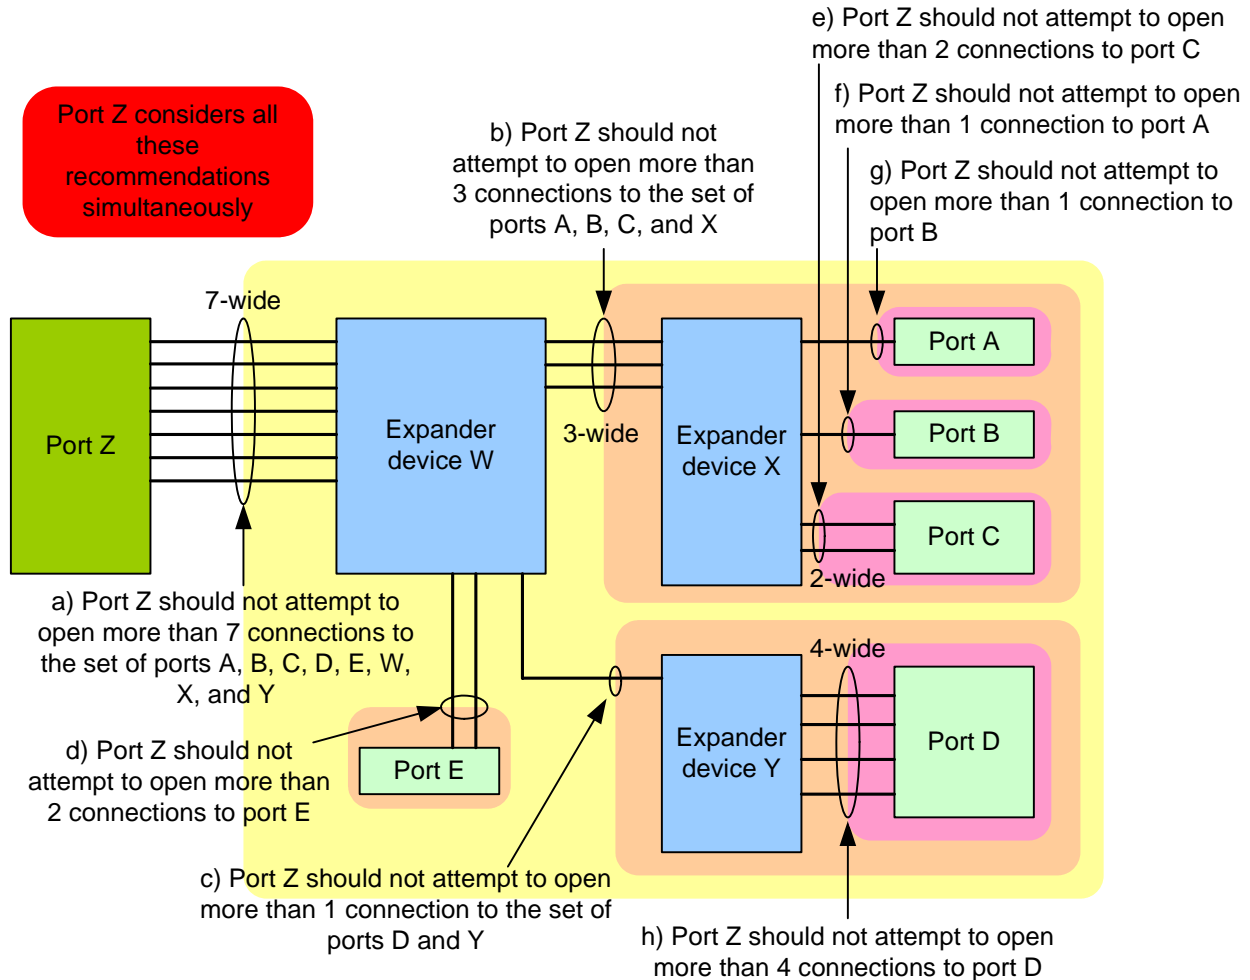 e) Port Z should not attempt to open
more than 2 connections to port C
Port Z considers all
these
recommendations
simultaneously
b) Port Z should not
attempt to open more than
3 connections to the set of
ports A, B, C, and X
f) Port Z should not attempt to open
more than 1 connection to port A
g) Port Z should not attempt to
open more than 1 connection to
port B
7-wide
Port Z
Expander
device W
3-wide
Expander
device X
Port A
Port B
Port C
2-wide
a) Port Z should not attempt to
open more than 7 connections to
the set of ports A, B, C, D, E, W,
X, and Y
4-wide
Expander
device Y
Port D
d) Port Z should not
attempt to open more than
2 connections to port E
Port E
c) Port Z should not attempt to open
more than 1 connection to the set of
ports D and Y
h) Port Z should not attempt to open
more than 4 connections to port D